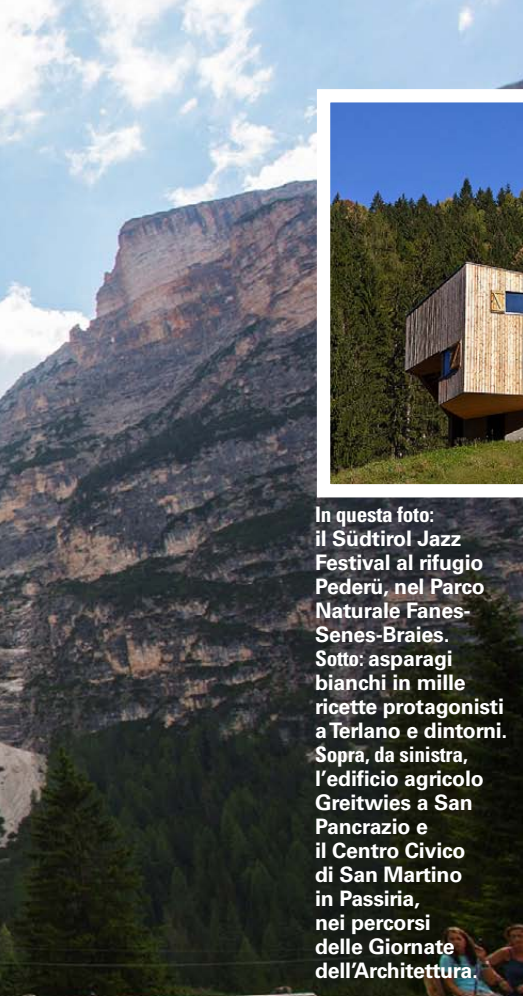 In questa foto:
il Südtirol Jazz
Festival al rifugio
Pederü, nel Parco
Naturale Fanes-
Senes-Braies.
Sotto: asparagi
bianchi in mille
ricette protagonisti
a Terlano e dintorni.
Sopra, da sinistra,
l’edificio agricolo
Greitwies a San
Pancrazio e
il Centro Civico
di San Martino
in Passiria,
nei percorsi
delle Giornate
dell’Architettura.